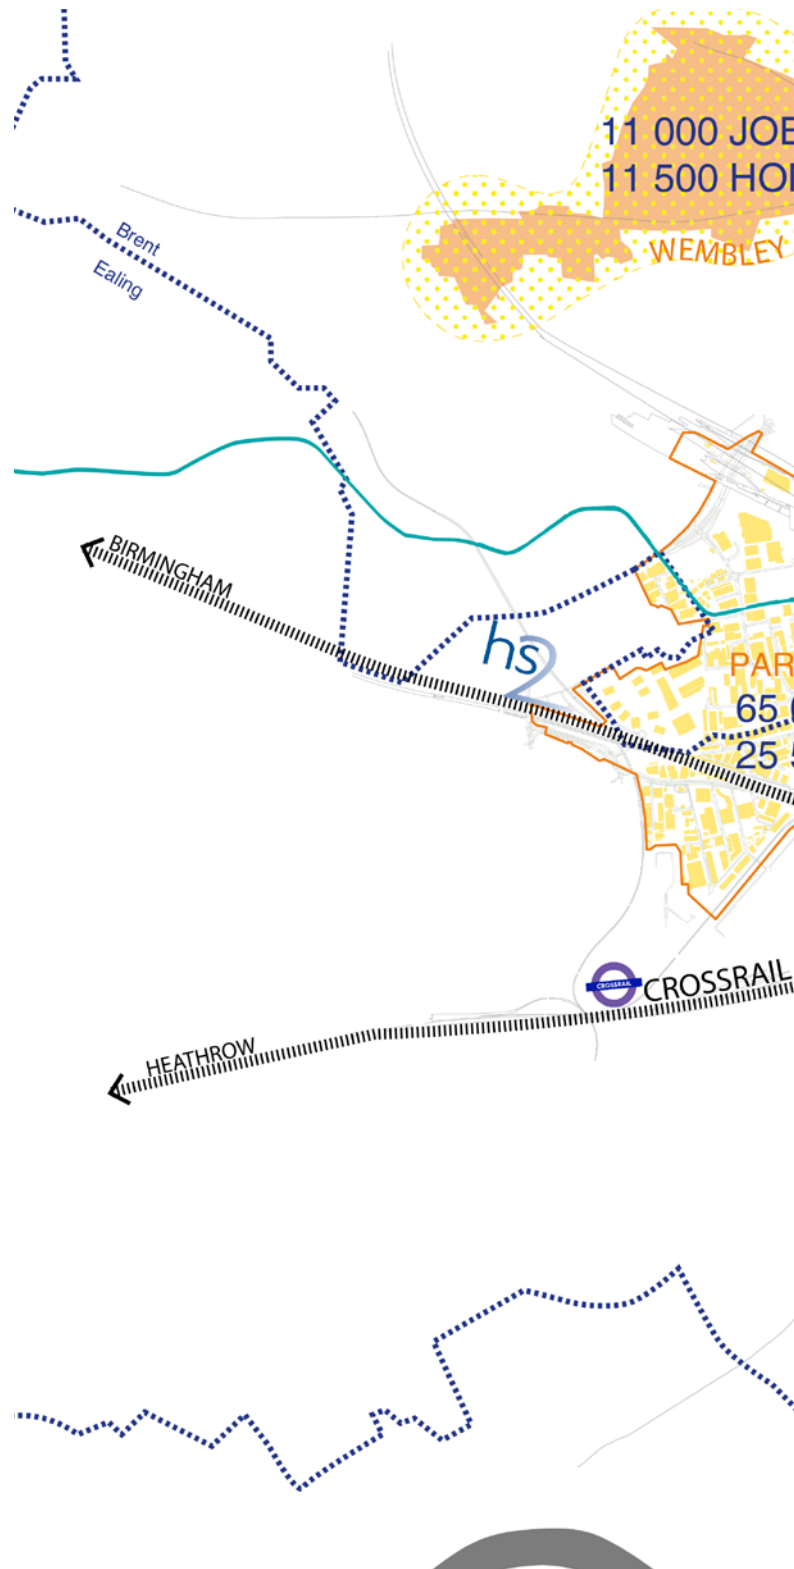 11 000 JOB
11 500 HO
WEMBLEY
Brent
Ealing
BIRMINGHAM
hs2
PAR
65
25
CROSSRAIL
CROSSRAIL
HEATHROW